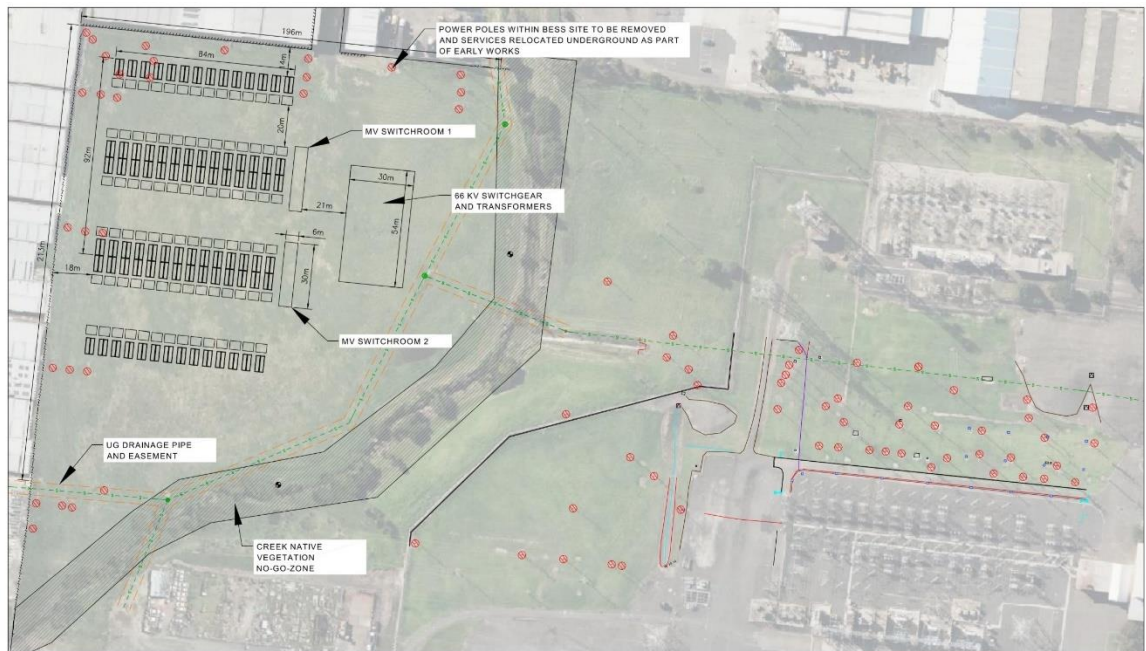 196m
POWER POLES WITHIN BESS SITE TO BE REMOVED
AND SERVICES RELOCATED UNDERGROUND AS PART
OF EARLY WORKS
84m
14m
20m
MV SWITCHROOM 1
92m
30m
66 KV SWITCHGEAR
AND TRANSFORMERS
21m
54m
6m
215m
18m
30m
MV SWITCHROOM 2
UG DRAINAGE PIPE
AND EASEMENT
CREEK NATIVE
VEGETATION
NO-GO-ZONE